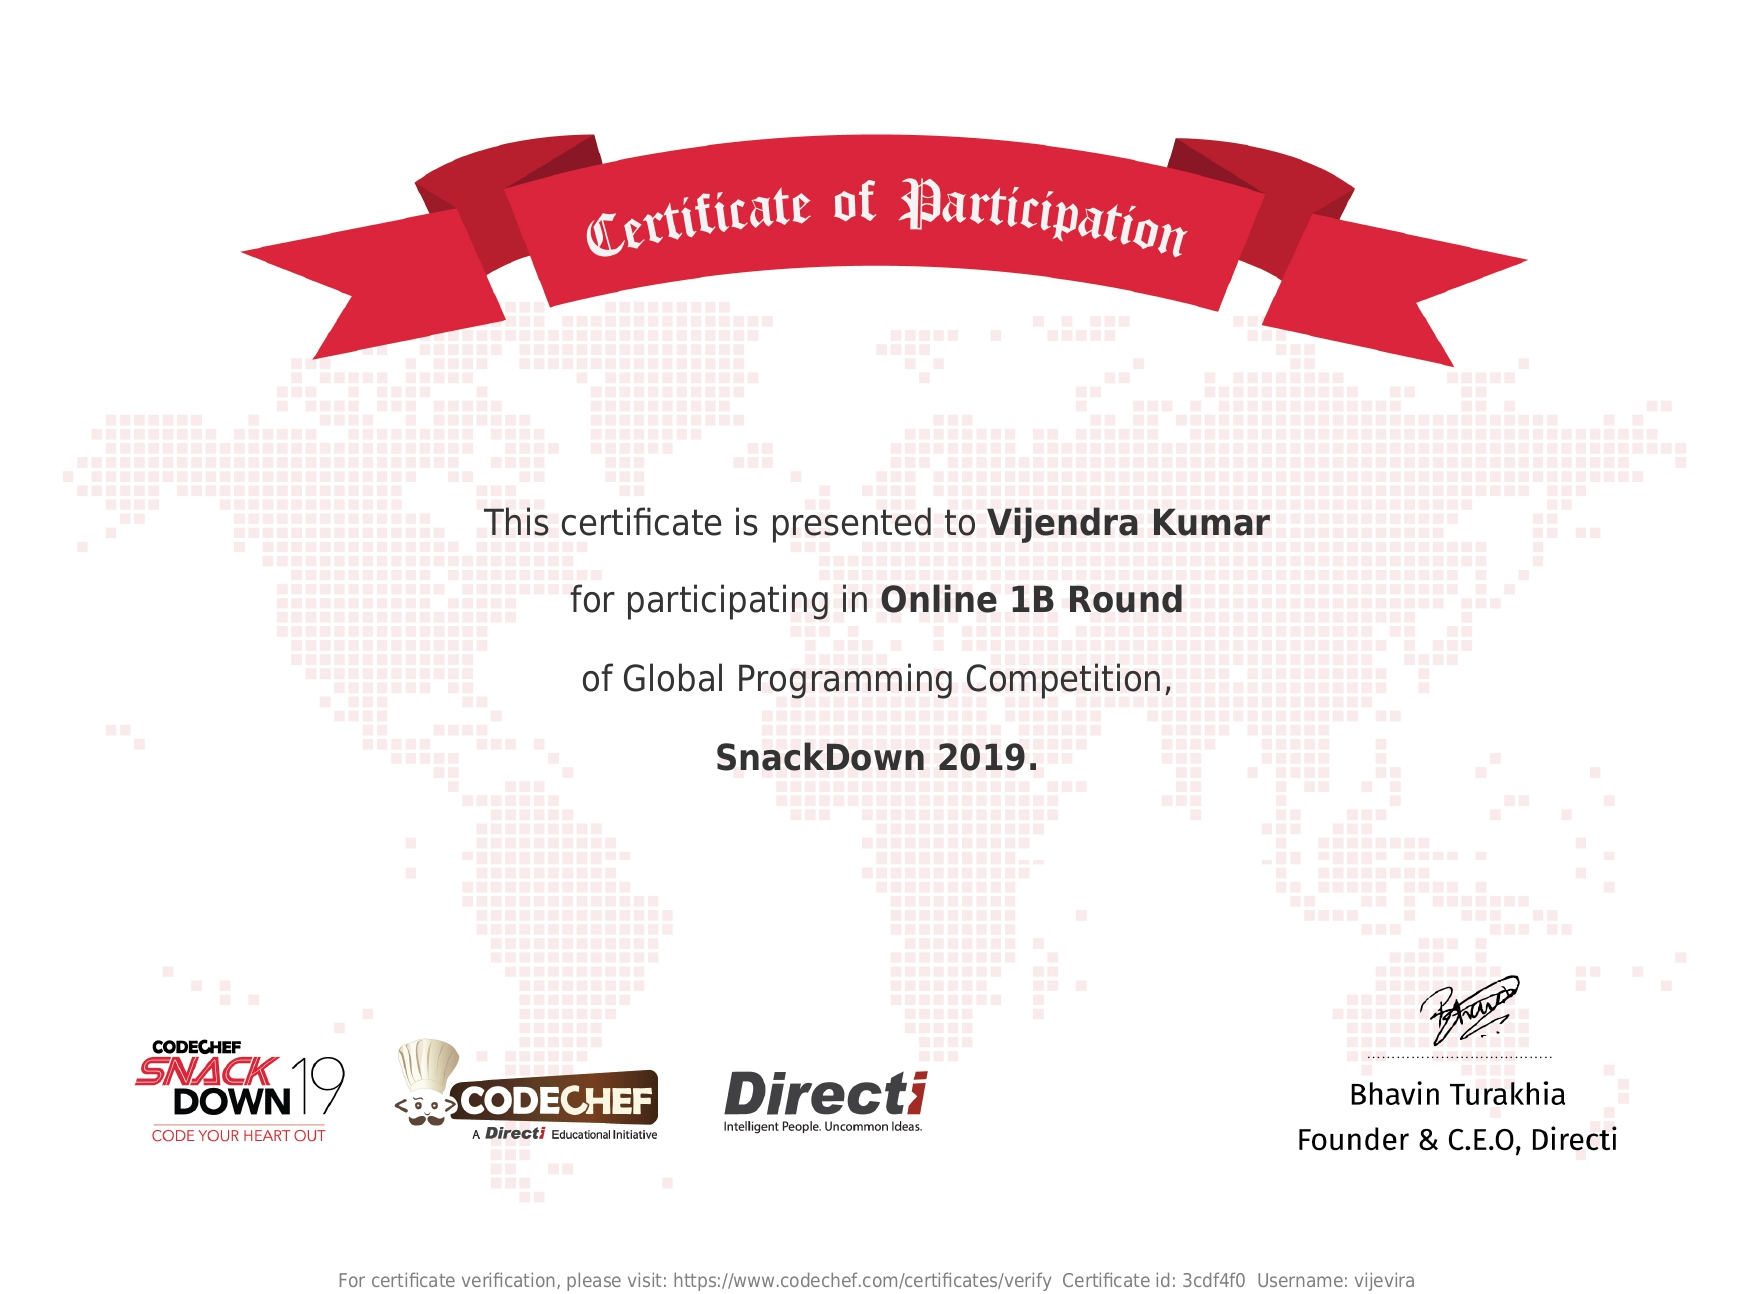 Certificate of Participation
This certificate is presented to Vijendra Kumar
for participating in Online 1B Round
of Global Programming Competition,
SnackDown 2019.
CODECHEF
SNACK
DOWN 19
CODE YOUR HEART OUT
CODECHEF
A Directi Educational Initiative
Directi
Intelligent People. Uncommon Ideas.
Bhavin Turakhia
Founder & C.E.O, Directi
For certificate verification, please visit: https://www.codechef.com/certificates/verify Certificate id: 3cdf4f0 Username: vijevira